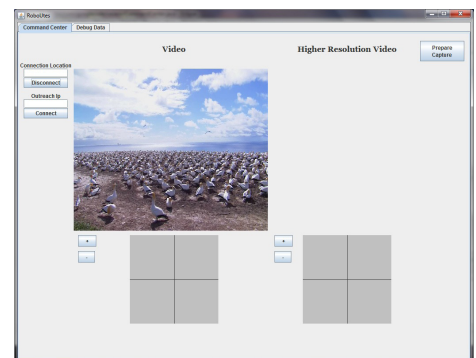 RoboUtes
Command Center
Debug Data
Video
Higher Resolution Video
Prepare
Capture
Connection Location
Disconnect
Outreach Ip
Connect
+
-
+
-